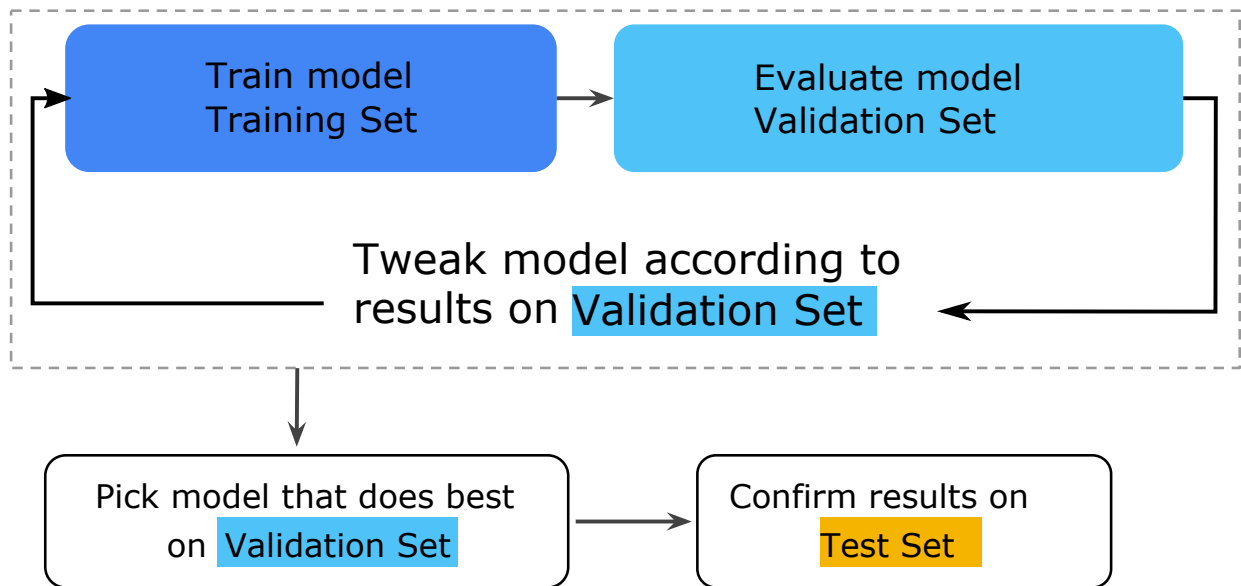 Train model
Training Set
Evaluate model
Validation Set
Tweak model according to
results on Validation Set
Pick model that does best
on Validation Set
Confirm results on
Test Set